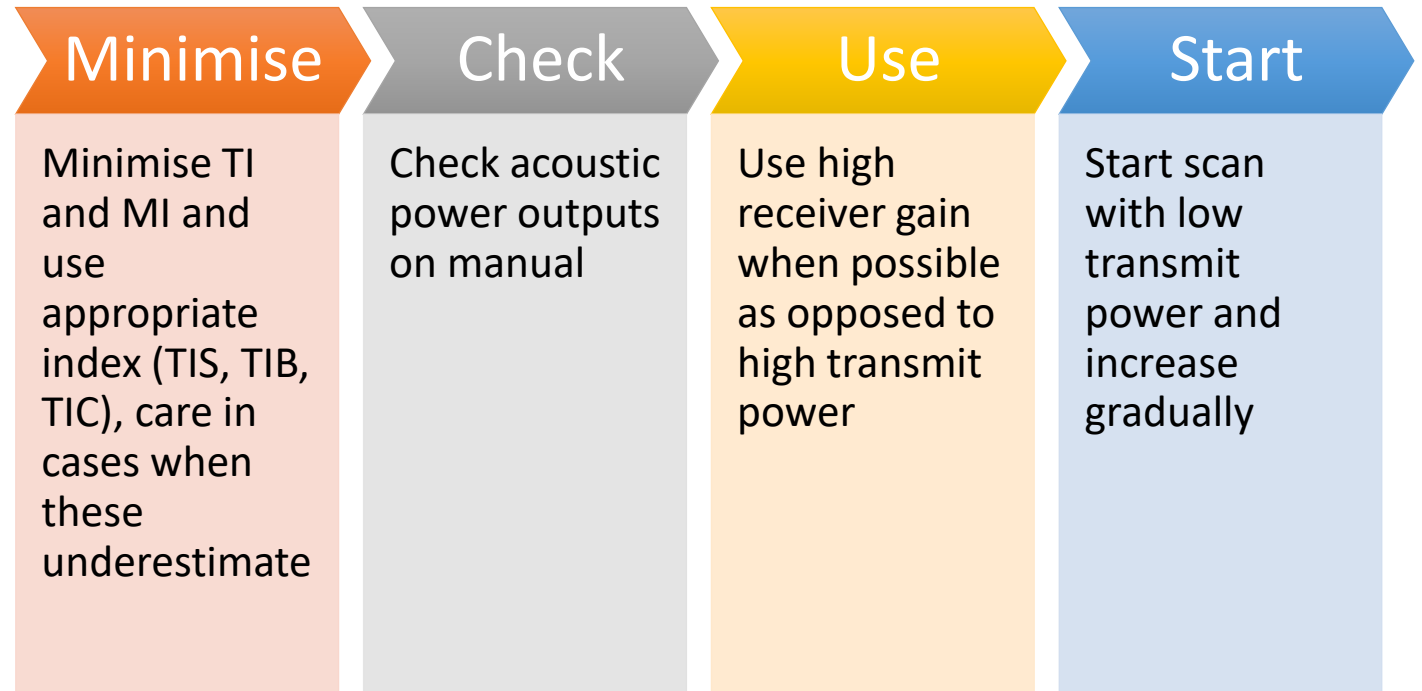 Minimise
Minimise TI
and MI and
use
appropriate
index (TIS, TIB,
TIC), care in
cases when
these
underestimate
Check
Check acoustic
power outputs
on manual
Use
Use high
receiver gain
when possible
as opposed to
high transmit
power
Start
Start scan
with low
transmit
power and
increase
gradually